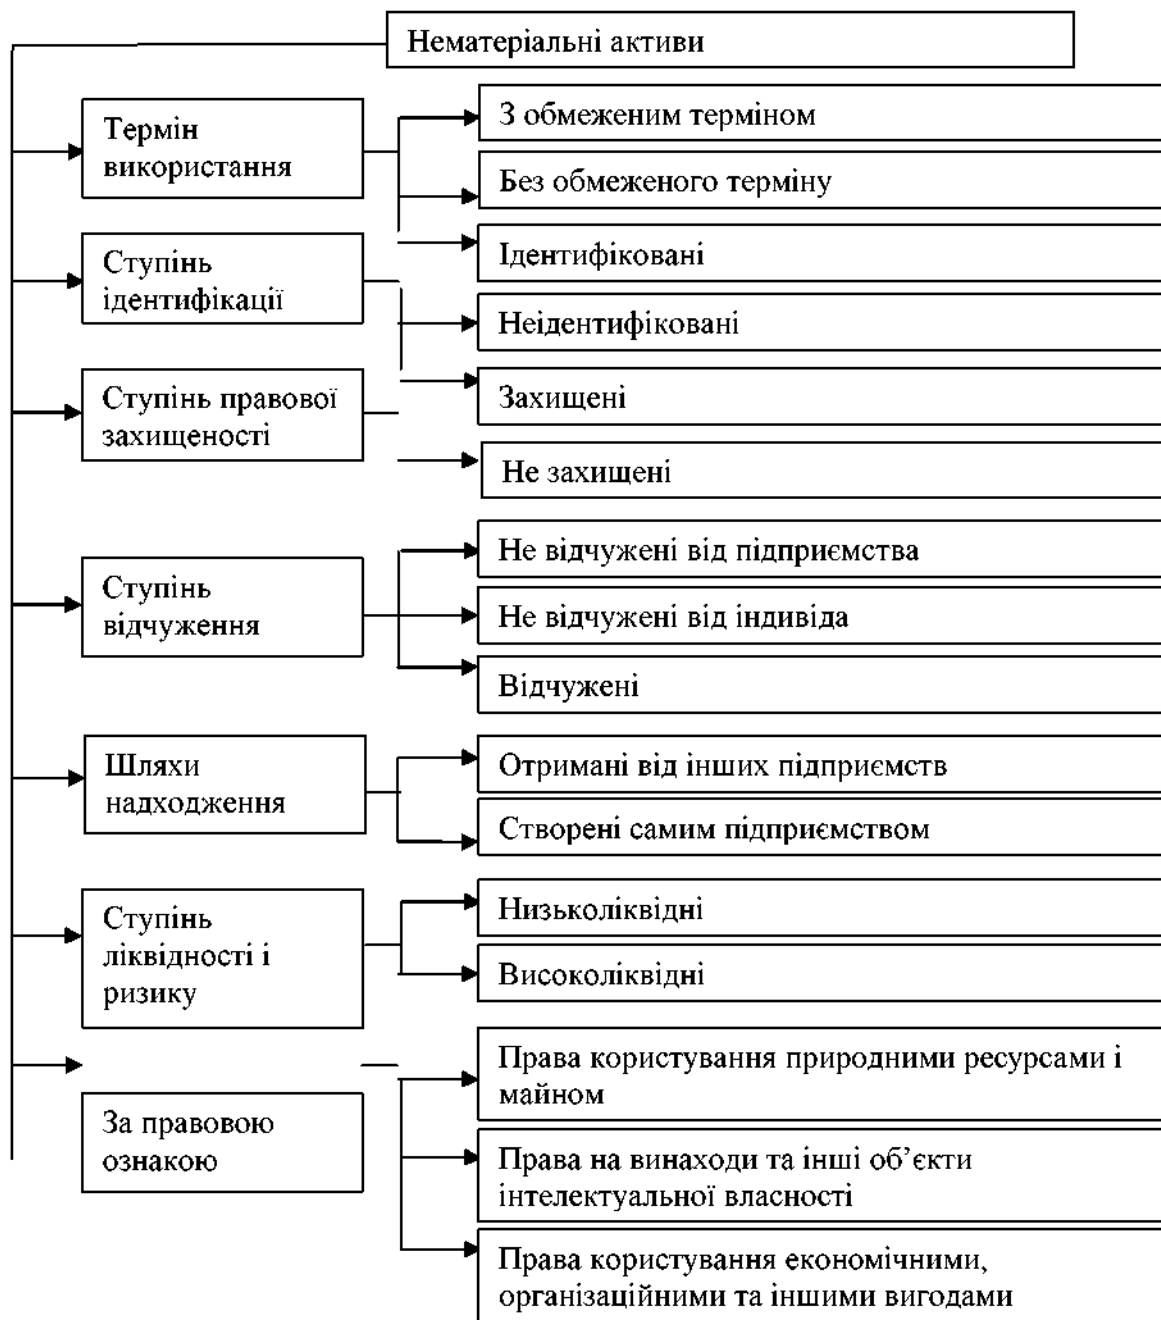 Нематеріальні активи
Термін
використання
З обмеженим терміном
Без обмеженого терміну
Ступінь
ідентифікації
Ідентифіковані
Неідентифіковані
Ступінь правової
захищеності
Захищені
Не захищені
Ступінь
відчуження
Не відчужені від підприємства
Не відчужені від індивіда
Відчужені
Шляхи
надходження
Отримані від інших підприємств
Створені самим підприємством
Ступінь
ліквідності і
ризику
Низьколіквідні
Високоліквідні
За правовою
ознакою
Права користування природними ресурсами і
майном
Права на винаходи та інші об’єкти
інтелектуальної власності
Права користування економічними,
організаційними та іншими вигодами